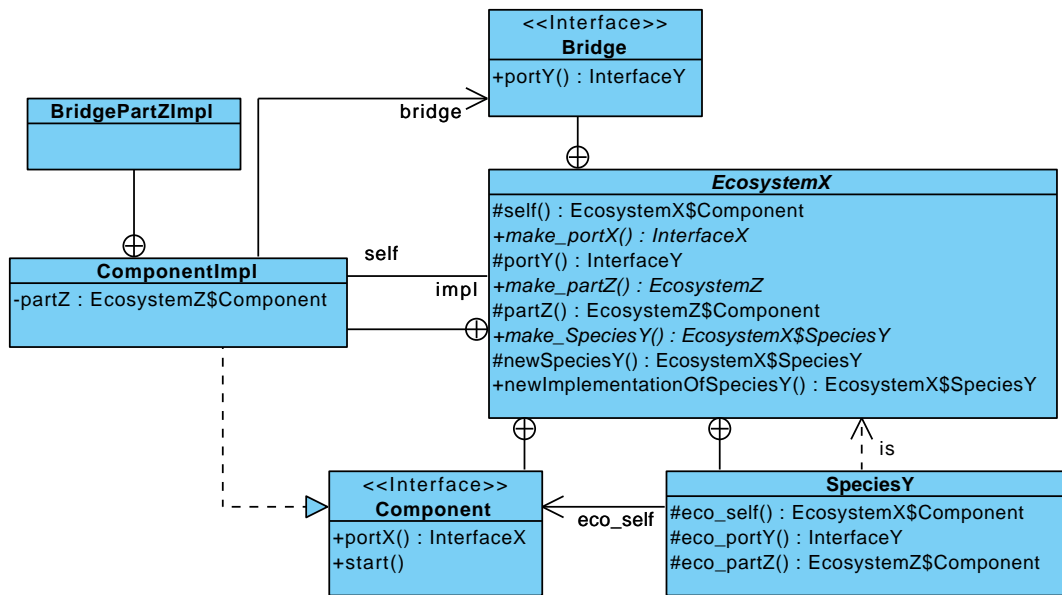 <<Interface>>
Bridge
+portY() : InterfaceY
BridgePartZImpl
bridge
EcosystemX
#self() : EcosystemX$Component
+make_portX() : InterfaceX
#portY() : InterfaceY
+make_partZ() : EcosystemZ
#partZ() : EcosystemZ$Component
+make_SpeciesY() : EcosystemX$SpeciesY
#newSpeciesY() : EcosystemX$SpeciesY
+newImplementationOfSpeciesY() : EcosystemX$SpeciesY
self
impl
ComponentImpl
-partZ : EcosystemZ$Component
is
<<Interface>>
Component
+portX() : InterfaceX
+start()
eco_self
SpeciesY
#eco_self() : EcosystemX$Component
#eco_portY() : InterfaceY
#eco_partZ() : EcosystemZ$Component